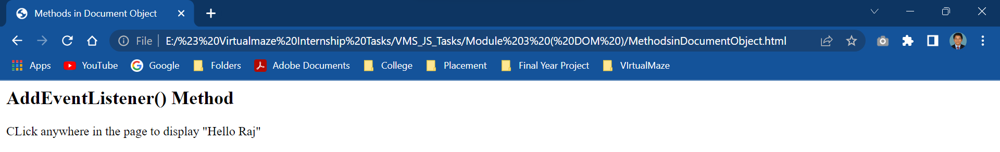 Methods in Document Object
File E:/%23%20Virtualmaze%20Internship%20Tasks/VMS_JS_Tasks/Module%203%20(%20DOM%20)/MethodsinDocumentObject.html
Apps YouTube Google Folders Adobe Documents College Placement Final Year Project VIrtualMaze
AddEventListener() Method
CLick anywhere in the page to display "Hello Raj"